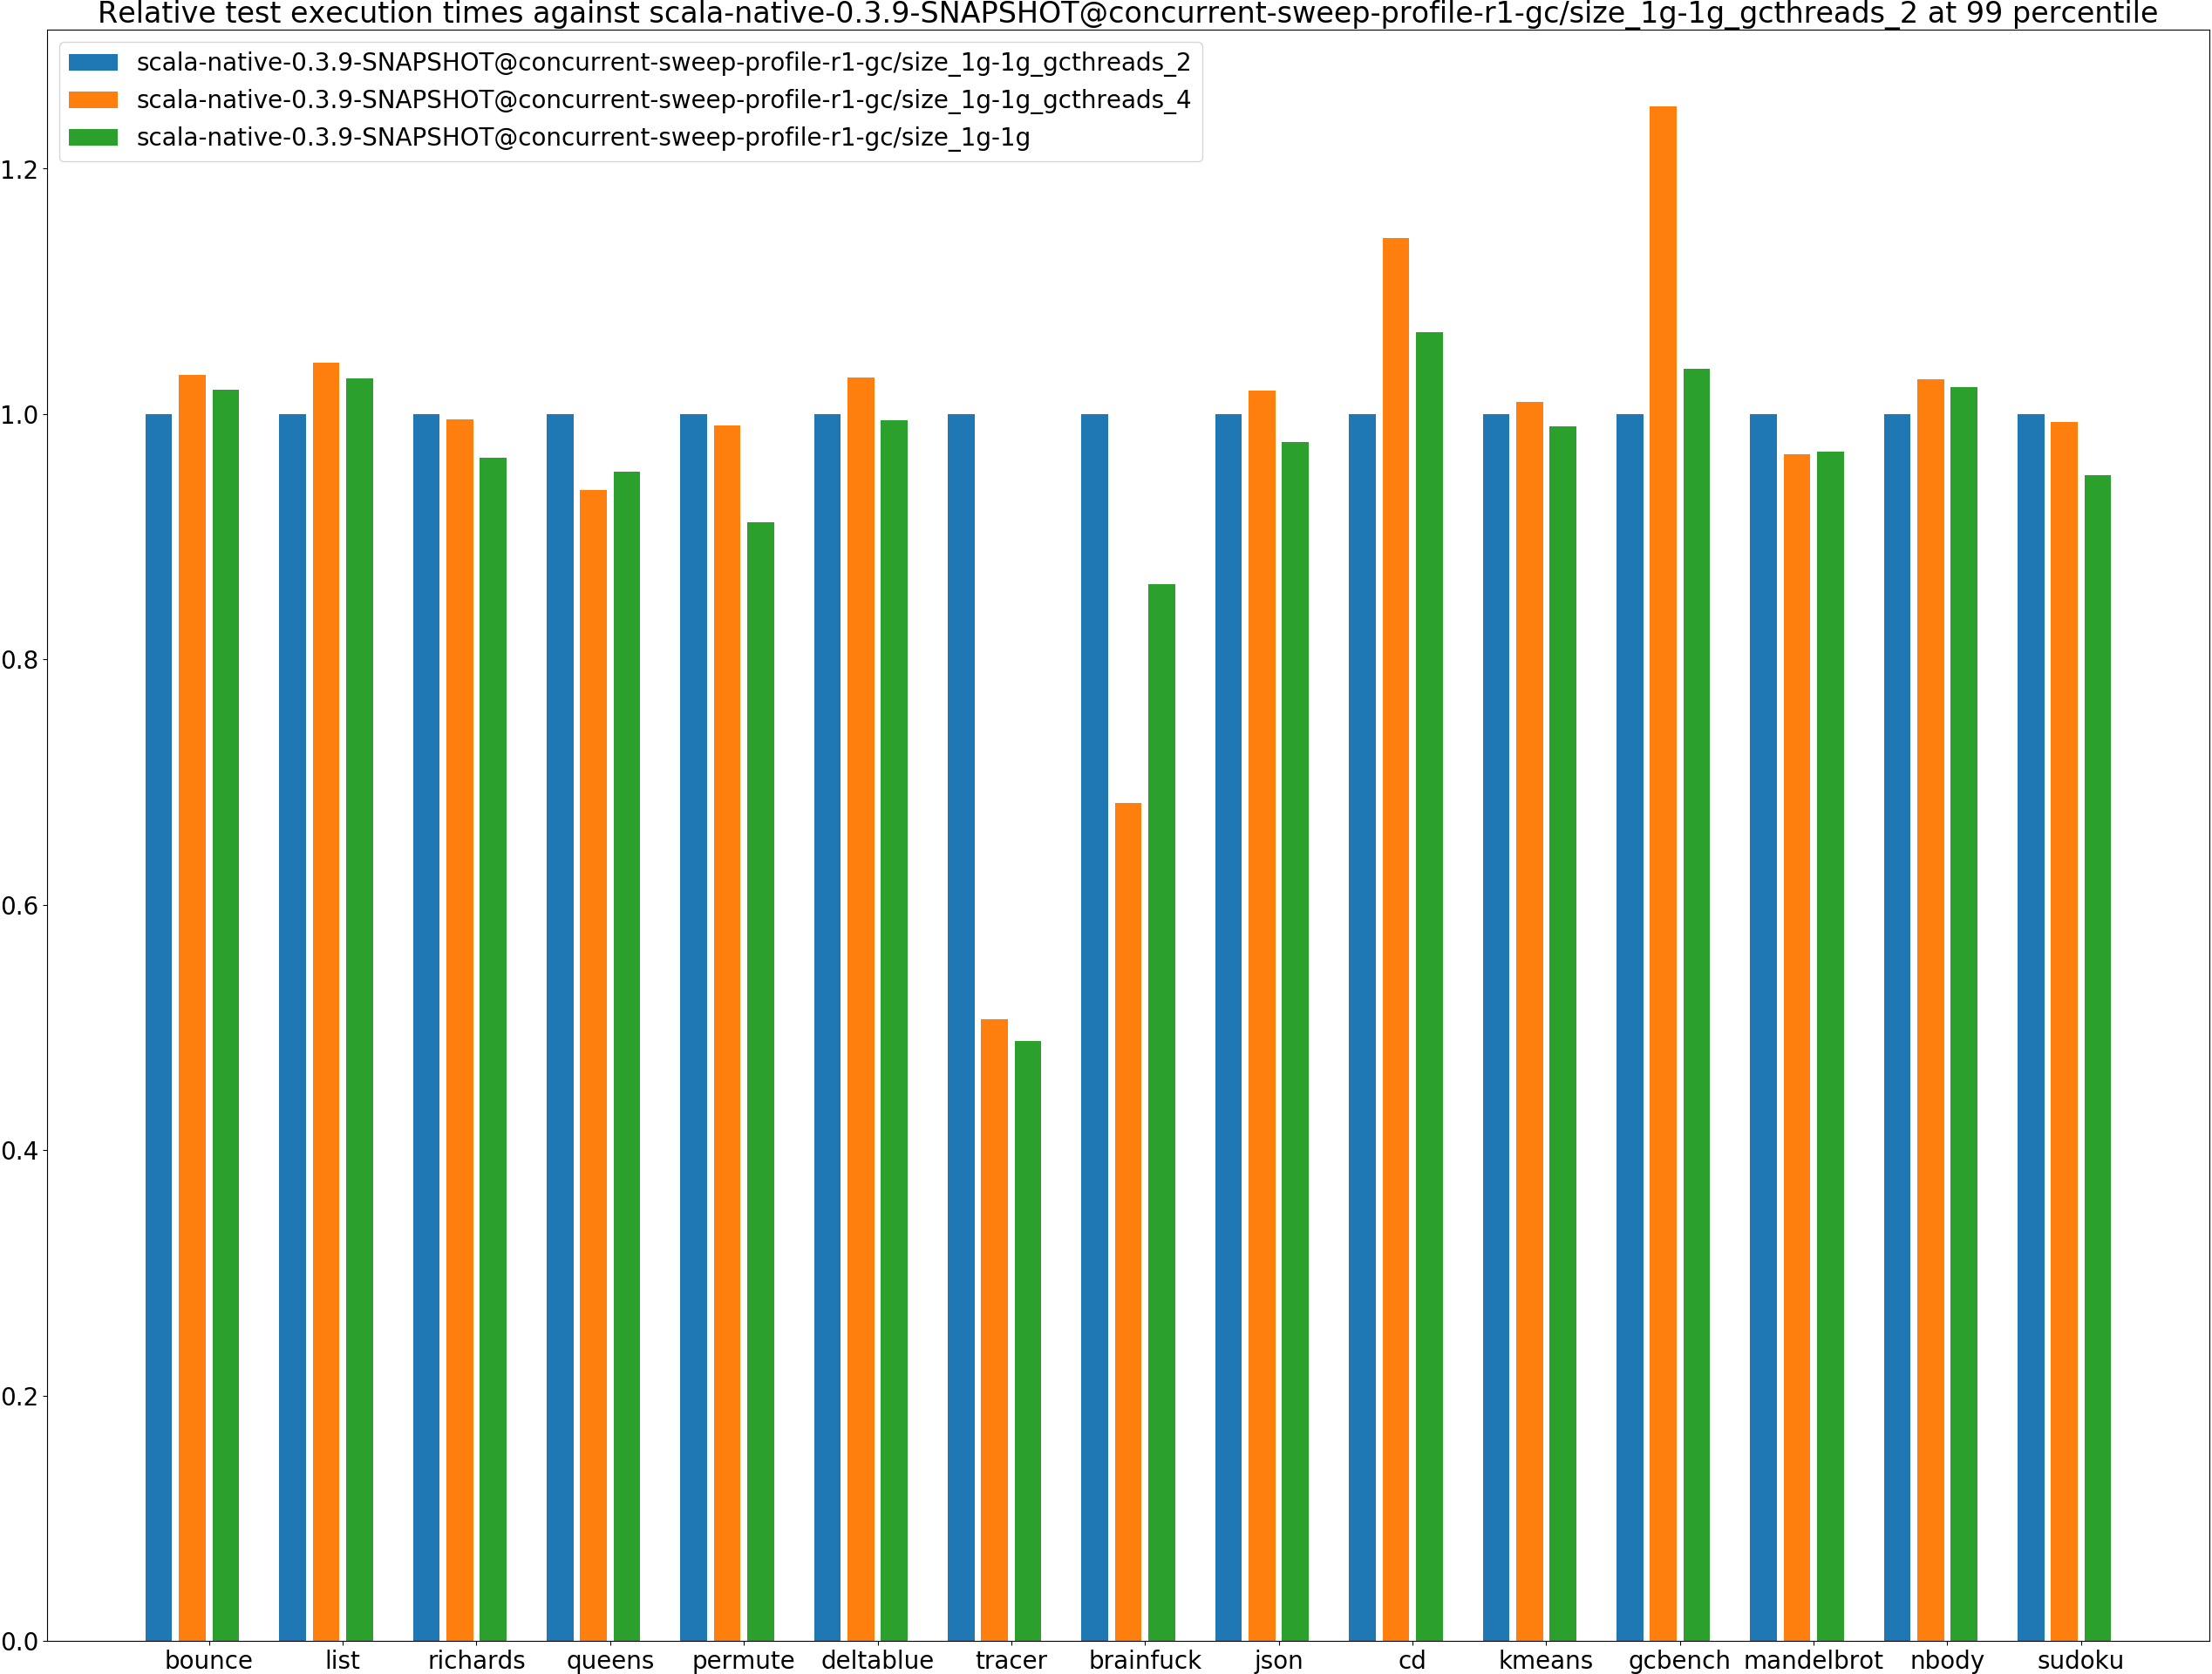 Relative test execution times against scala-native-0.3.9-SNAPSHOT@concurrent-sweep-profile-r1-gc/size_1g-1g_gcthreads_2 at 99 percentile
scala-native-0.3.9-SNAPSHOT@concurrent-sweep-profile-r1-gc/size_1g-1g_gcthreads_2
scala-native-0.3.9-SNAPSHOT@concurrent-sweep-profile-r1-gc/size_1g-1g_gcthreads_4
scala-native-0.3.9-SNAPSHOT@concurrent-sweep-profile-r1-gc/size_1g-1g
1.2
1.0
0.8
0.6
0.4
0.2
0.0
bounce list richards queens permute deltablue tracer brainfuck json cd kmeans gcbench mandelbrot nbody sudoku